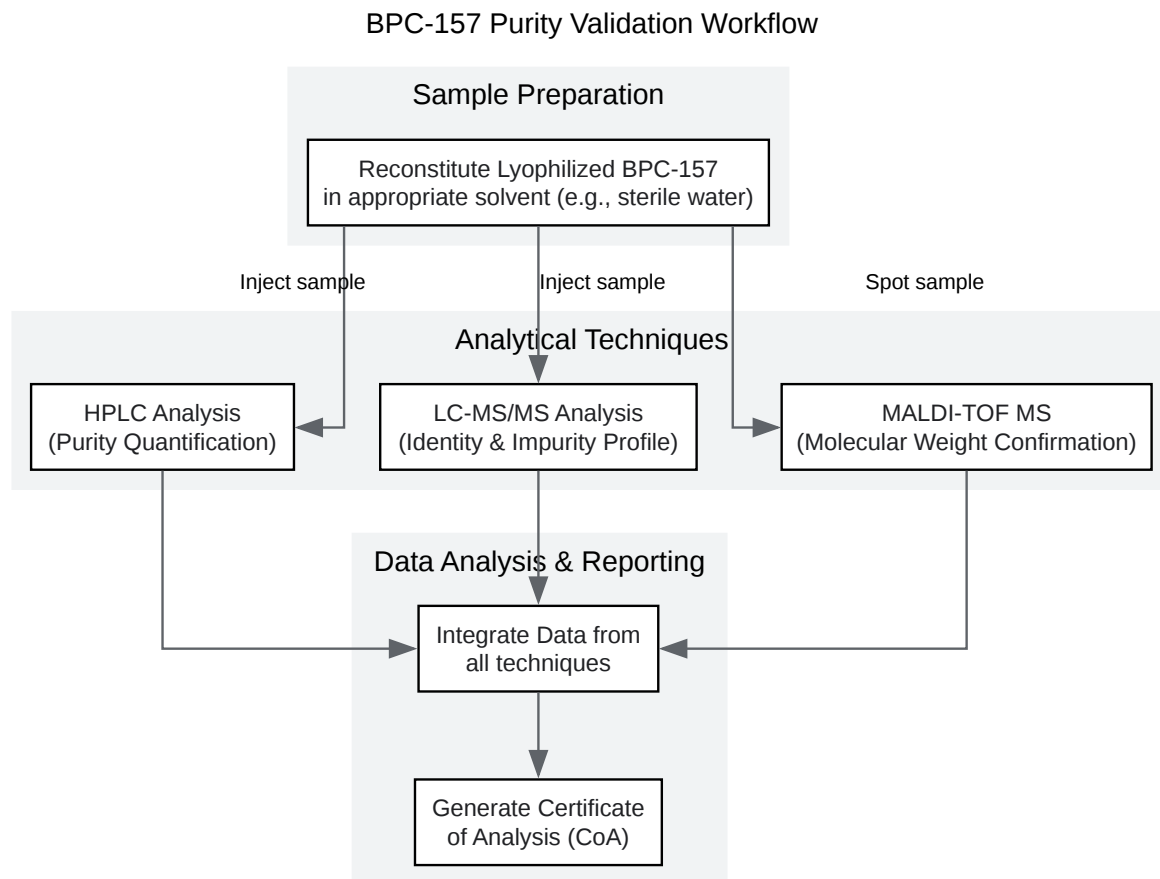 BPC-157 Purity Validation Workflow
Sample Preparation
Reconstitute Lyophilized BPC-157
in appropriate solvent (e.g., sterile water)
Inject sample
Inject sample
Spot sample
Analytical Techniques
HPLC Analysis
(Purity Quantification)
LC-MS/MS Analysis
(Identity & Impurity Profile)
MALDI-TOF MS
(Molecular Weight Confirmation)
Data Analysis & Reporting
Integrate Data from
all techniques
Generate Certificate
of Analysis (CoA)